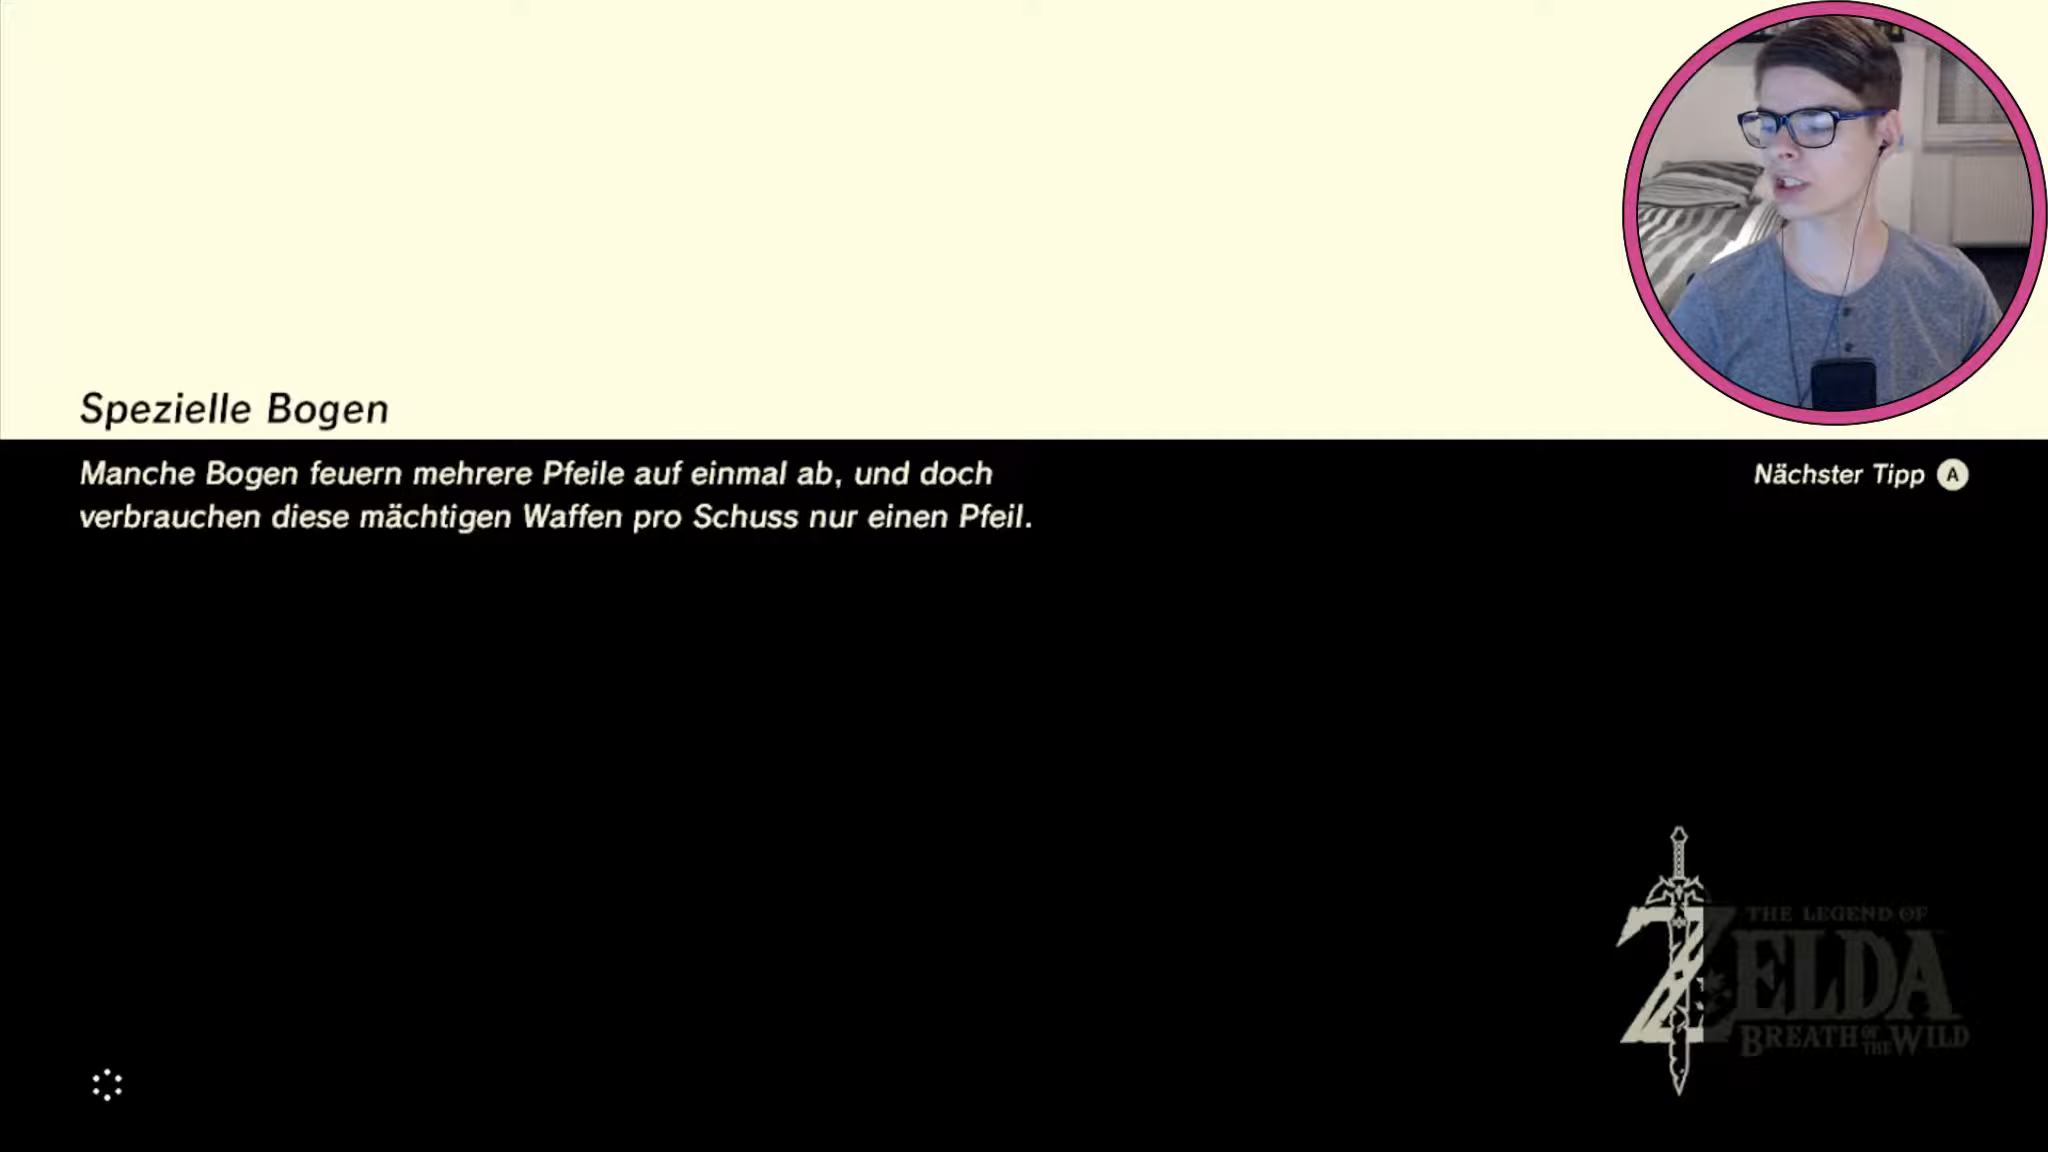 Spezielle Bogen
Manche Bogen feuern mehrere Pfeile auf einmal ab, und doch
verbrauchen diese mächtigen Waffen pro Schuss nur einen Pfeil.
Nächster Tipp A
THE LEGEND OF
ZELDA
BREATH OF THE WILD